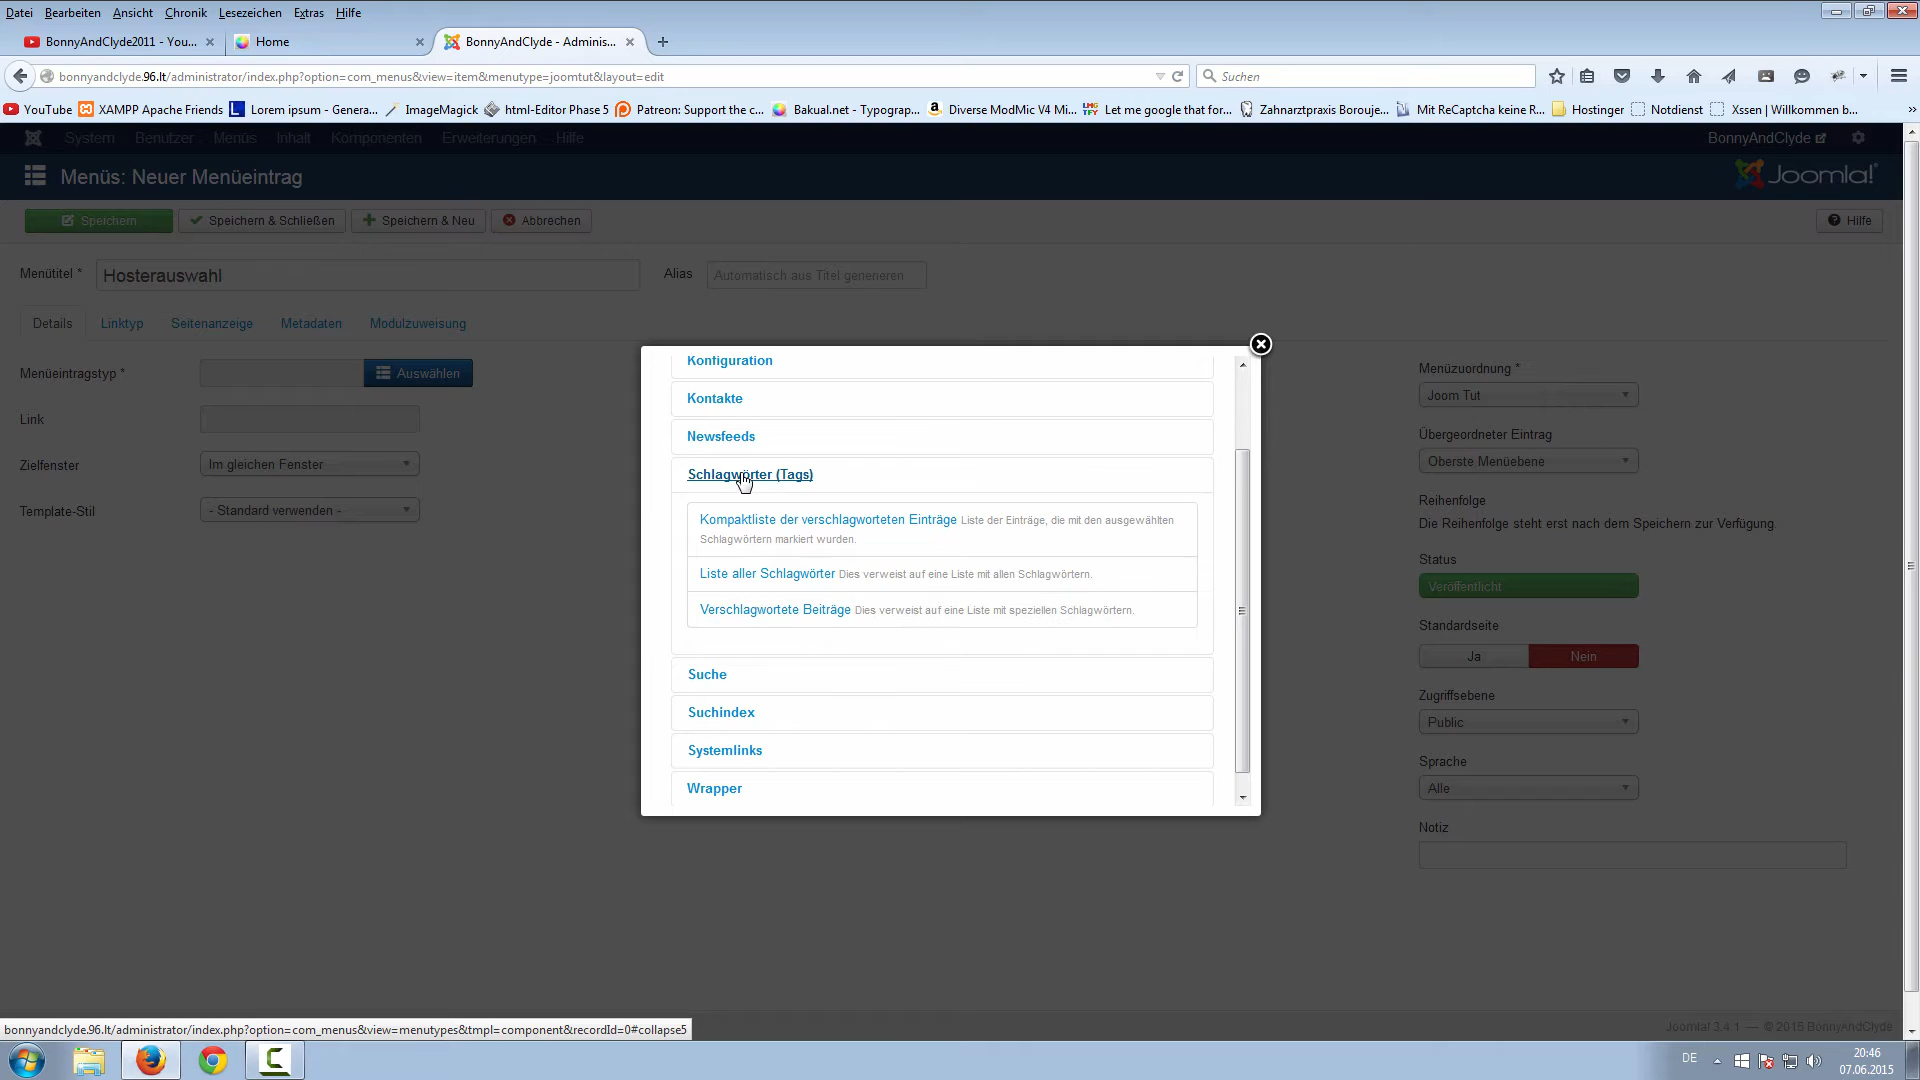 Datei Bearbeiten Ansicht Chronik Lesezeichen Extras Hilfe
BonnyAndClyde2011 - You... Home BonnyAndClyde - Adminis...
bonnyandclyde.96.lt/administrator/index.php?option=com_menus&view=item&menutype=joomtut&layout=edit Suchen
YouTube XAMPP Apache Friends Lorem ipsum - Genera... ImageMagick html-Editor Phase 5 Patreon: Support the c... Bakual.net - Typograp... Diverse ModMic V4 Mi... Let me google that for... Zahnarztpraxis Borouje... Mit ReCaptcha keine R... Hostinger Notdienst Xssen | Willkommen b...
System Benutzer Menüs Inhalt Komponenten Erweiterungen Hilfe BonnyAndClyde
Menüs: Neuer Menüeintrag Joomla!
Speichern Speichern & Schließen Speichern & Neu Abbrechen Hilfe
Menütitel * Hosterauswahl Alias Automatisch aus Titel generieren
Details Linktyp Seitenanzeige Metadaten Modulzuweisung
Menüeintragstyp * Auswählen
Link
Zielfenster Im gleichen Fenster
Template-Stil - Standard verwenden -
Konfiguration
Kontakte
Newsfeeds
Schlagwörter (Tags)
Kompaktliste der verschlagworteten Einträge Liste der Einträge, die mit den ausgewählten
Schlagwörtern markiert wurden.
Liste aller Schlagwörter Dies verweist auf eine Liste mit allen Schlagwörtern.
Verschlagwortete Beiträge Dies verweist auf eine Liste mit speziellen Schlagwörtern.
Suche
Suchindex
Systemlinks
Wrapper
Menüzuordnung *
Joom Tut
Übergeordneter Eintrag
Oberste Menüebene
Reihenfolge
Die Reihenfolge steht erst nach dem Speichern zur Verfügung.
Status
Veröffentlicht
Standardseite
Ja Nein
Zugriffsebene
Public
Sprache
Alle
Notiz
Joomla! 3.4.1 — © 2015 BonnyAndClyde
bonnyandclyde.96.lt/administrator/index.php?option=com_menus&view=menutypes&tmpl=component&recordId=0#collapse5
DE 20:46
07.06.2015